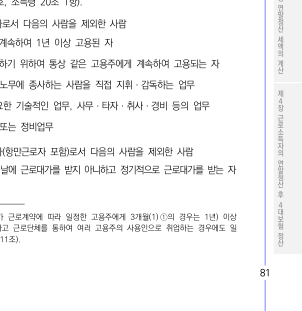 호, 소득령 20조 1항).
로서 다음의 사람을 제외한 사람
계속하여 1년 이상 고용된 자
하기 위하여 통상 같은 고용주에게 계속하여 고용되는 자
노무에 종사하는 사람을 직접 지휘·감독하는 업무
요한 기술적인 업무, 사무·타자·취사·경비 등의 업무
또는 정비업무
(항만근로자 포함)로서 다음의 사람을 제외한 사람
날에 근로대가를 받지 아니하고 정기적으로 근로대가를 받는 자
가 근로계약에 따라 일정한 고용주에게 3개월(1)①의 경우는 1년) 이상
하고 근로단체를 통하여 여러 고용주의 사용인으로 취업하는 경우에도 일
11조).
연말정산 세액의 계산
제4장 근로소득자의 연말정산 후 4대보험 정산
81